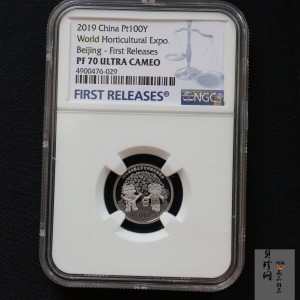 2019 China Pt100Y
World Horticultural Expo.
Beijing - First Releases
PF 70 ULTRA CAMEO
4900476-029
FIRST RELEASES®
NGC